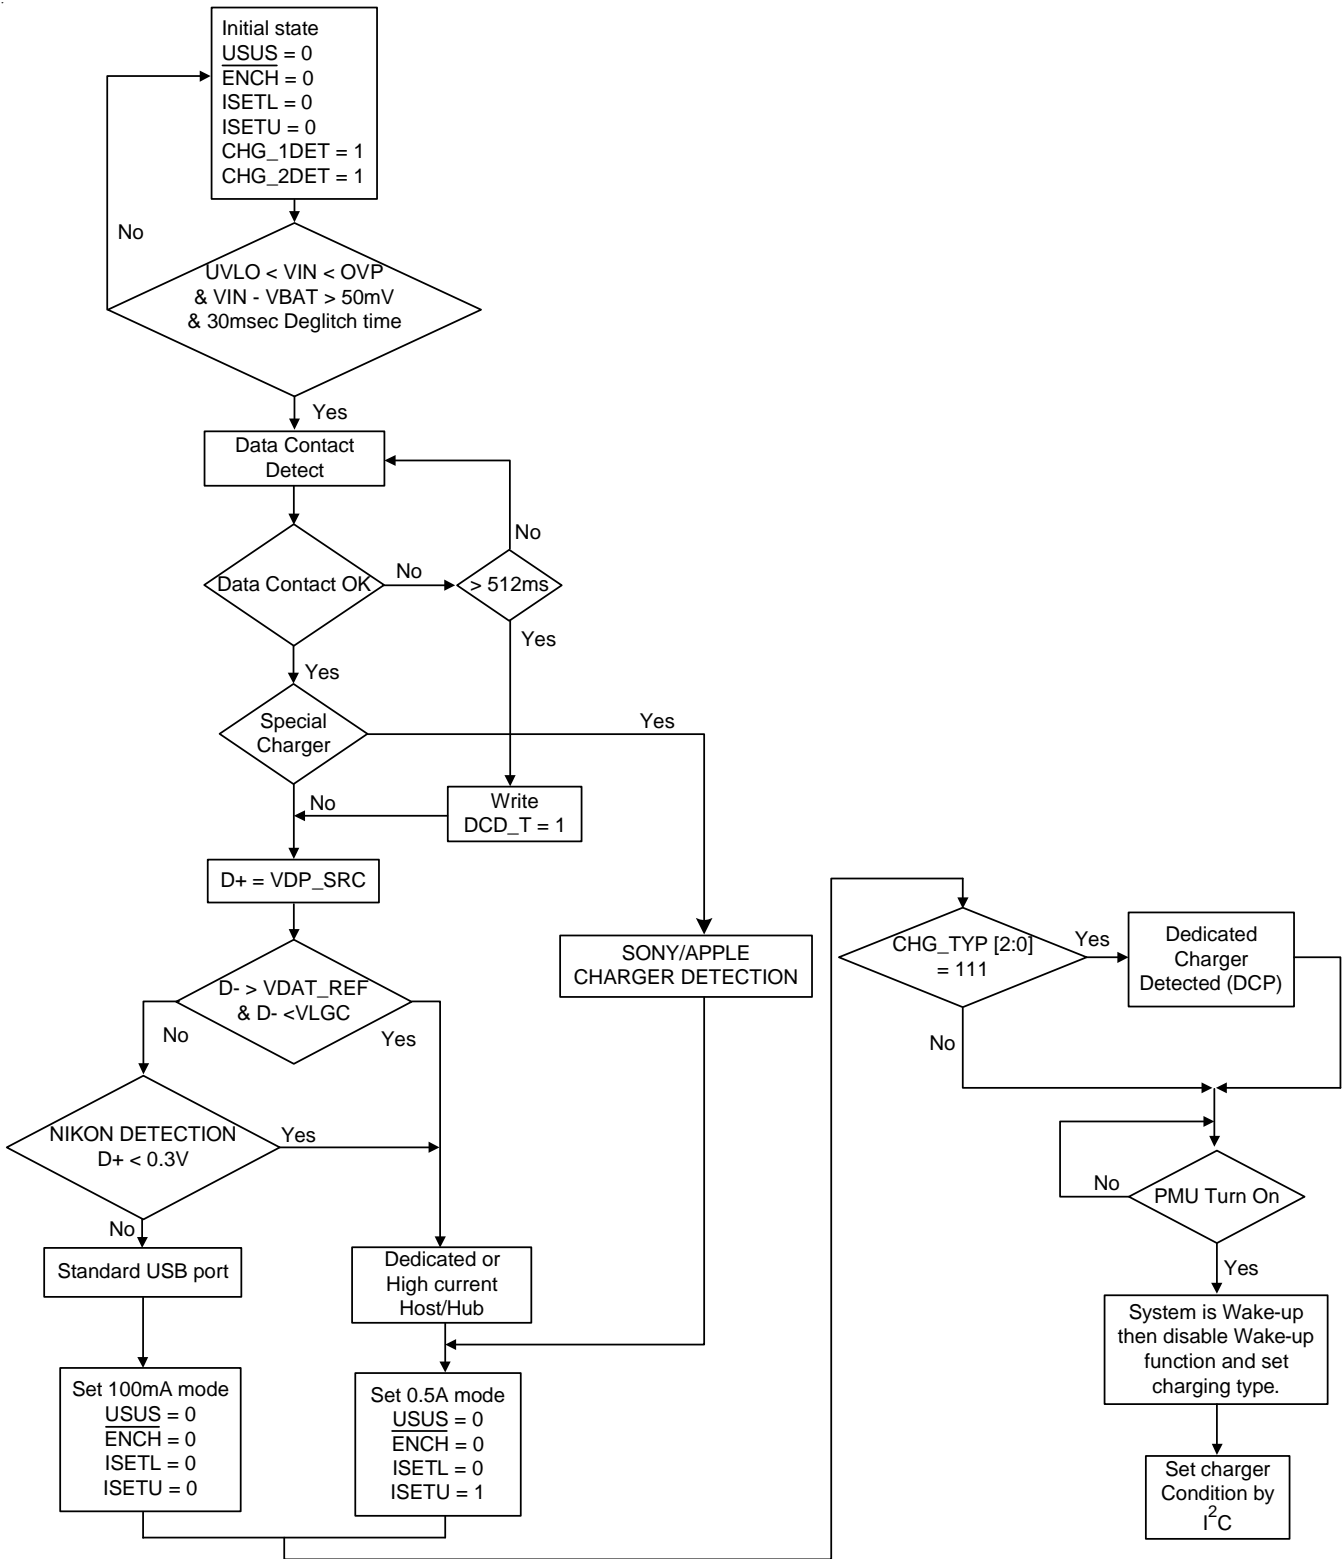 Initial state
USUS = 0
ENCH = 0
ISETL = 0
ISETU = 0
CHG_1DET = 1
CHG_2DET = 1
No
UVLO < VIN < OVP
& VIN - VBAT > 50mV
& 30msec Deglitch time
Yes
Data Contact
Detect
No
Data Contact OK
No
> 512ms
Yes
Yes
Special
Charger
Yes
No
Write
DCD_T = 1
D+ = VDP_SRC
SONY/APPLE
CHARGER DETECTION
D- > VDAT_REF
& D- <VLGC
No
Yes
NIKON DETECTION
D+ < 0.3V
Yes
No
Standard USB port
Dedicated or
High current
Host/Hub
Set 100mA mode
USUS = 0
ENCH = 0
ISETL = 0
ISETU = 0
Set 0.5A mode
USUS = 0
ENCH = 0
ISETL = 0
ISETU = 1
CHG_TYP [2:0]
= 111
Yes
Dedicated
Charger
Detected (DCP)
No
PMU Turn On
No
Yes
System is Wake-up
then disable Wake-up
function and set
charging type.
Set charger
Condition by
I²C